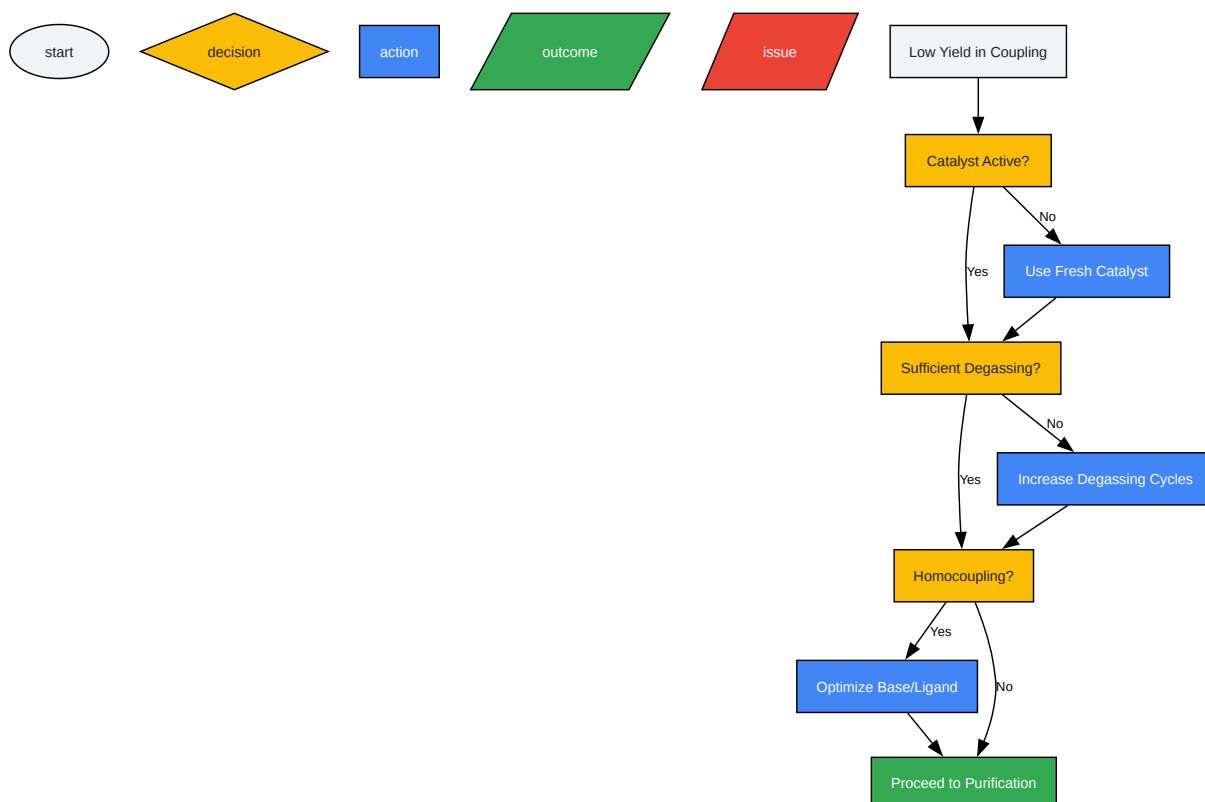 start
decision
action
outcome
issue
Low Yield in Coupling
Catalyst Active?
No
Yes
Use Fresh Catalyst
Sufficient Degassing?
No
Yes
Increase Degassing Cycles
Homocoupling?
Yes
Optimize Base/Ligand
No
Proceed to Purification